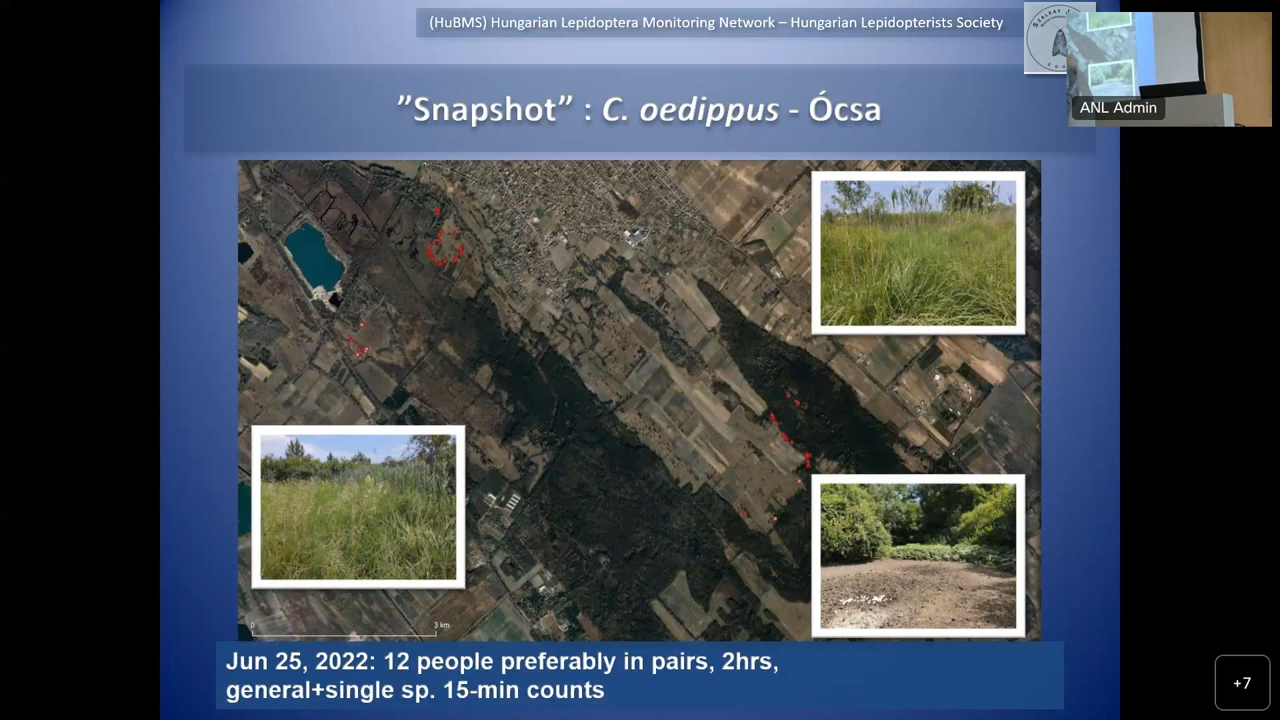 (HuBMS) Hungarian Lepidoptera Monitoring Network – Hungarian Lepidopterists Society
ANL Admin
”Snapshot” : C. oedippus - Ócsa
0 3 km
Jun 25, 2022: 12 people preferably in pairs, 2hrs,
general+single sp. 15-min counts
+7